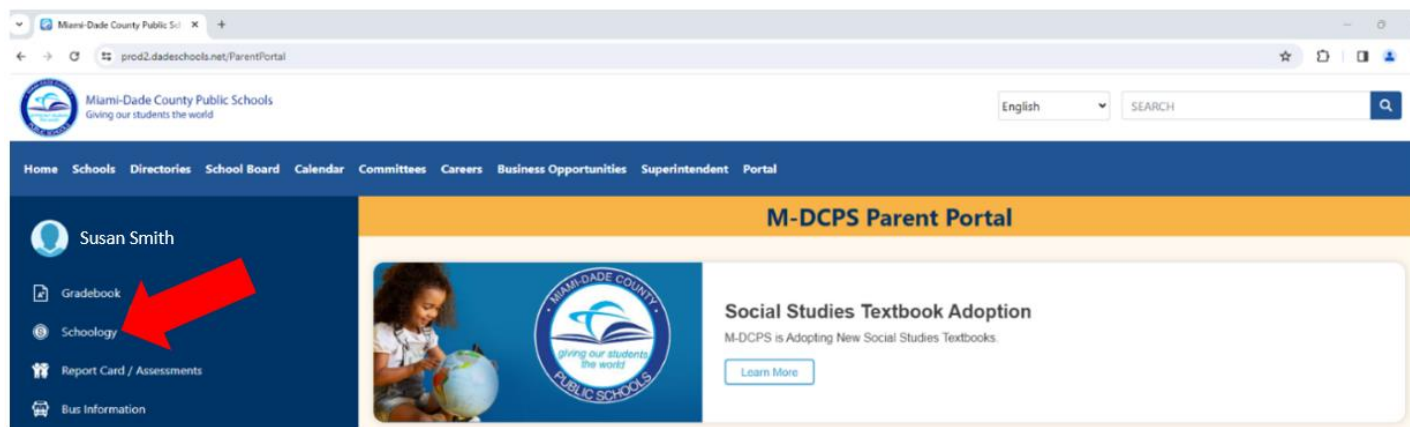 Miami-Dade County Public Sc
prod2.dadeschools.net/ParentPortal
Miami-Dade County Public Schools
Giving our students the world
English
SEARCH
Home Schools Directories School Board Calendar Committees Careers Business Opportunities Superintendent Portal
Susan Smith
Gradebook
Schoology
Report Card / Assessments
Bus Information
M-DCPS Parent Portal
MIAMI-DADE COUNTY
giving our students
the world
PUBLIC SCHOOLS
Social Studies Textbook Adoption
M-DCPS is Adopting New Social Studies Textbooks.
Learn More